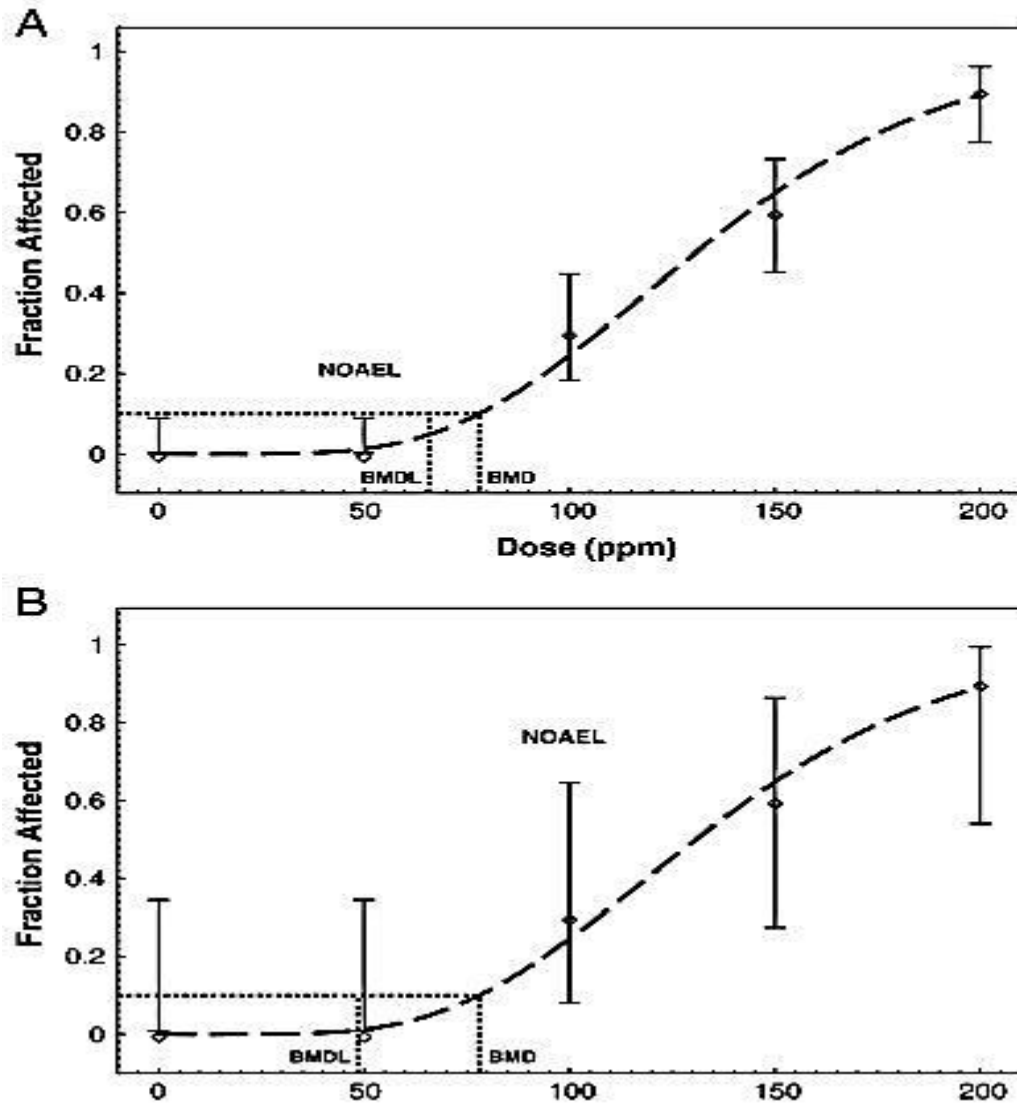 A
1
0.8
0.6
0.4
0.2
0
Fraction Affected
NOAEL
BMDL
BMD
0 50 100 150 200
Dose (ppm)
B
1
0.8
0.6
0.4
0.2
0
Fraction Affected
NOAEL
BMDL
BMD
0 50 100 150 200